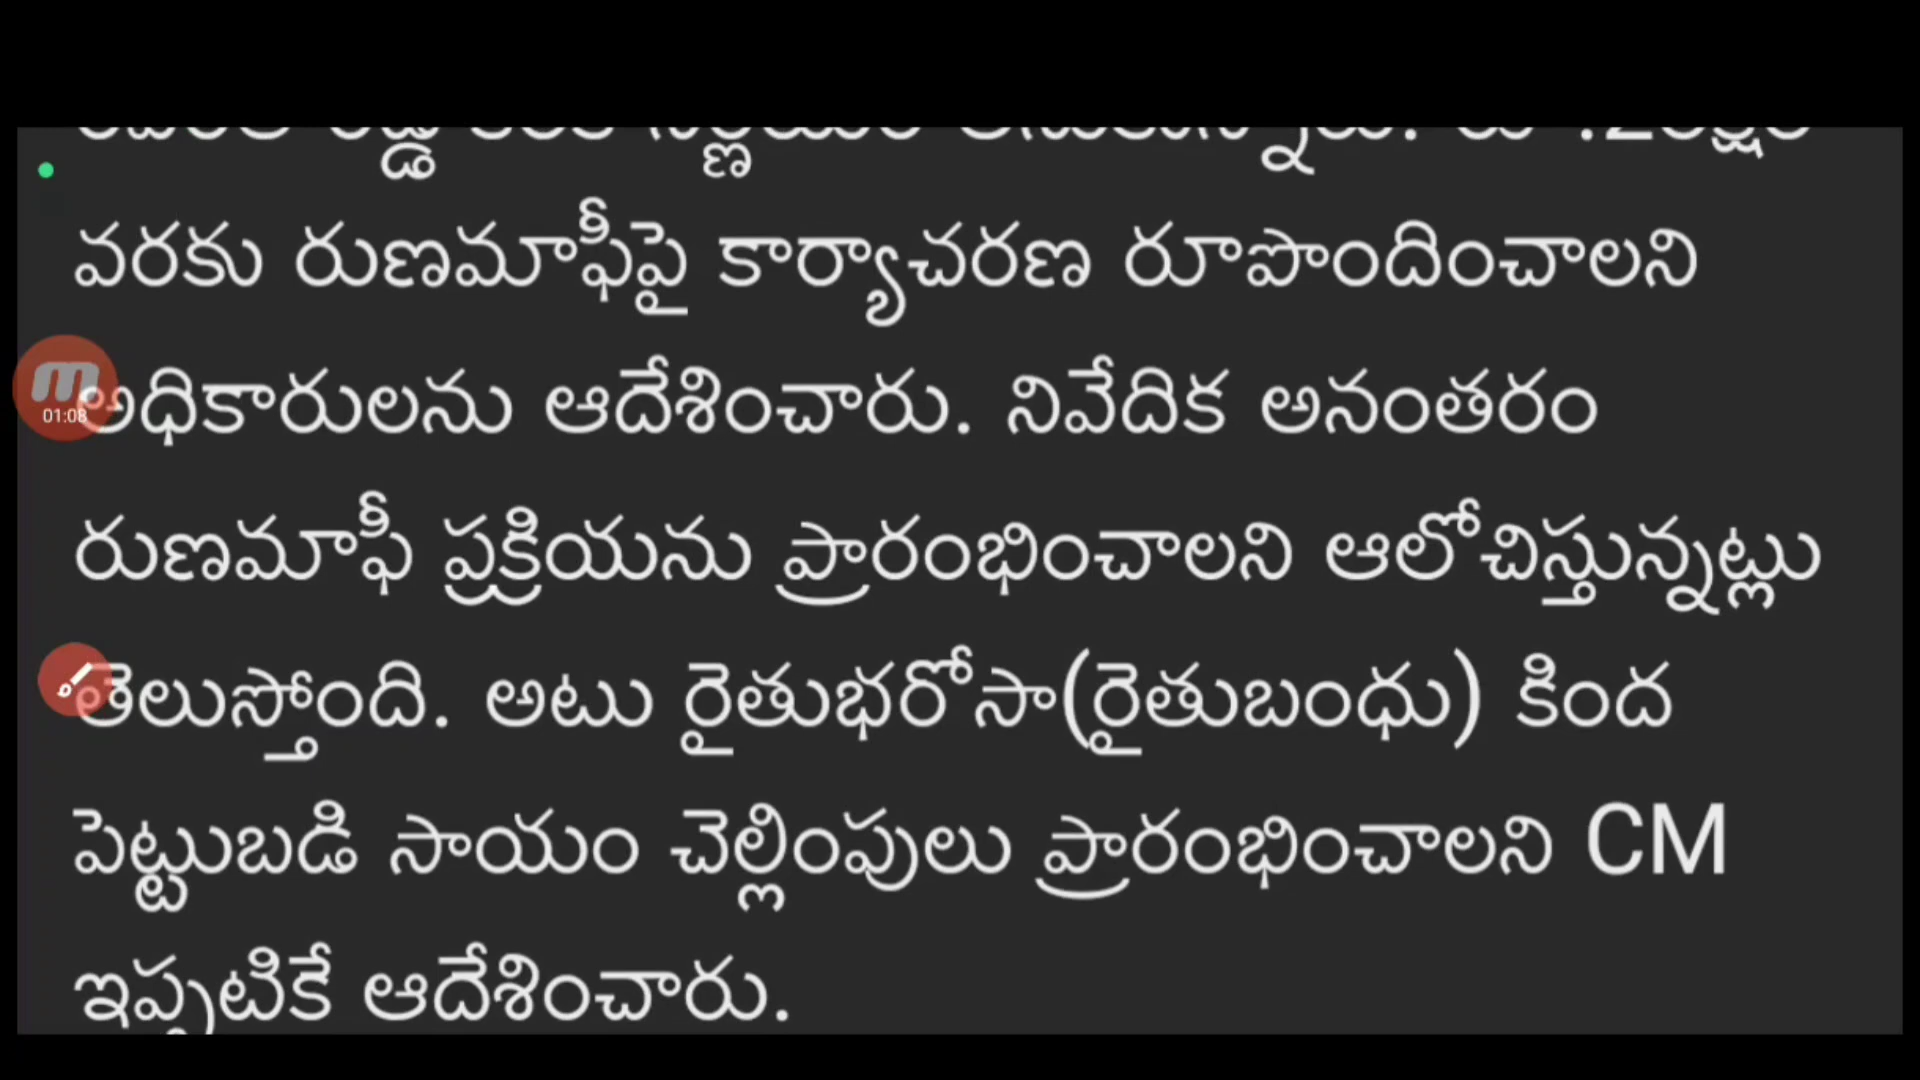 వరకు రుణమాఫీపై కార్యాచరణ రూపొందించాలని
అధికారులను ఆదేశించారు. నివేదిక అనంతరం
01:08
రుణమాఫీ ప్రక్రియను ప్రారంభించాలని ఆలోచిస్తున్నట్లు
తెలుస్తోంది. అటు రైతుభరోసా(రైతుబంధు) కింద
పెట్టుబడి సాయం చెల్లింపులు ప్రారంభించాలని CM
ఇప్పటికే ఆదేశించారు.